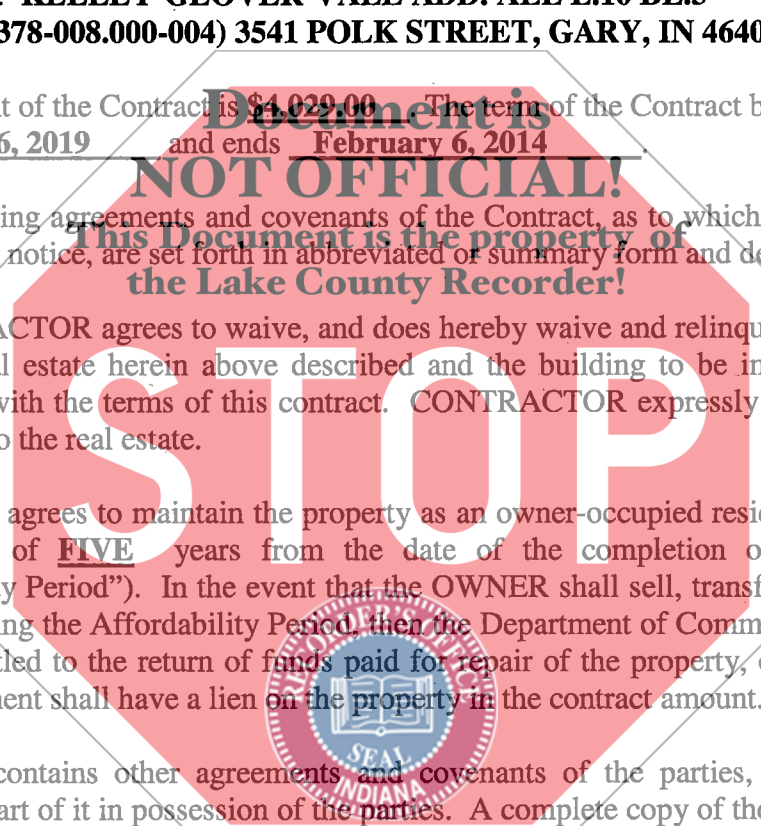 KELLEY GLOVER VALE ADD. ALL L.10 BL.3
378-008.000-004) 3541 POLK STREET, GARY, IN 4640
t of the Contract is $4,029.00 . The term of the Contract b
6, 2019 and ends February 6, 2014 .
Document is
NOT OFFICIAL!
This Document is the property of
the Lake County Recorder!
ing agreements and covenants of the Contract, as to which
notice, are set forth in abbreviated or summary form and de
ACTOR agrees to waive, and does hereby waive and relinqu
l estate herein above described and the building to be in
with the terms of this contract. CONTRACTOR expressly
o the real estate.
STOP
agrees to maintain the property as an owner-occupied resi
of FIVE years from the date of the completion o
y Period"). In the event that the OWNER shall sell, transf
ing the Affordability Period, then the Department of Comm
tled to the return of funds paid for repair of the property,
ent shall have a lien on the property in the contract amount.
RECORDER'S OFFICE
SEAL
INDIANA
contains other agreements and covenants of the parties,
art of it in possession of the parties. A complete copy of the